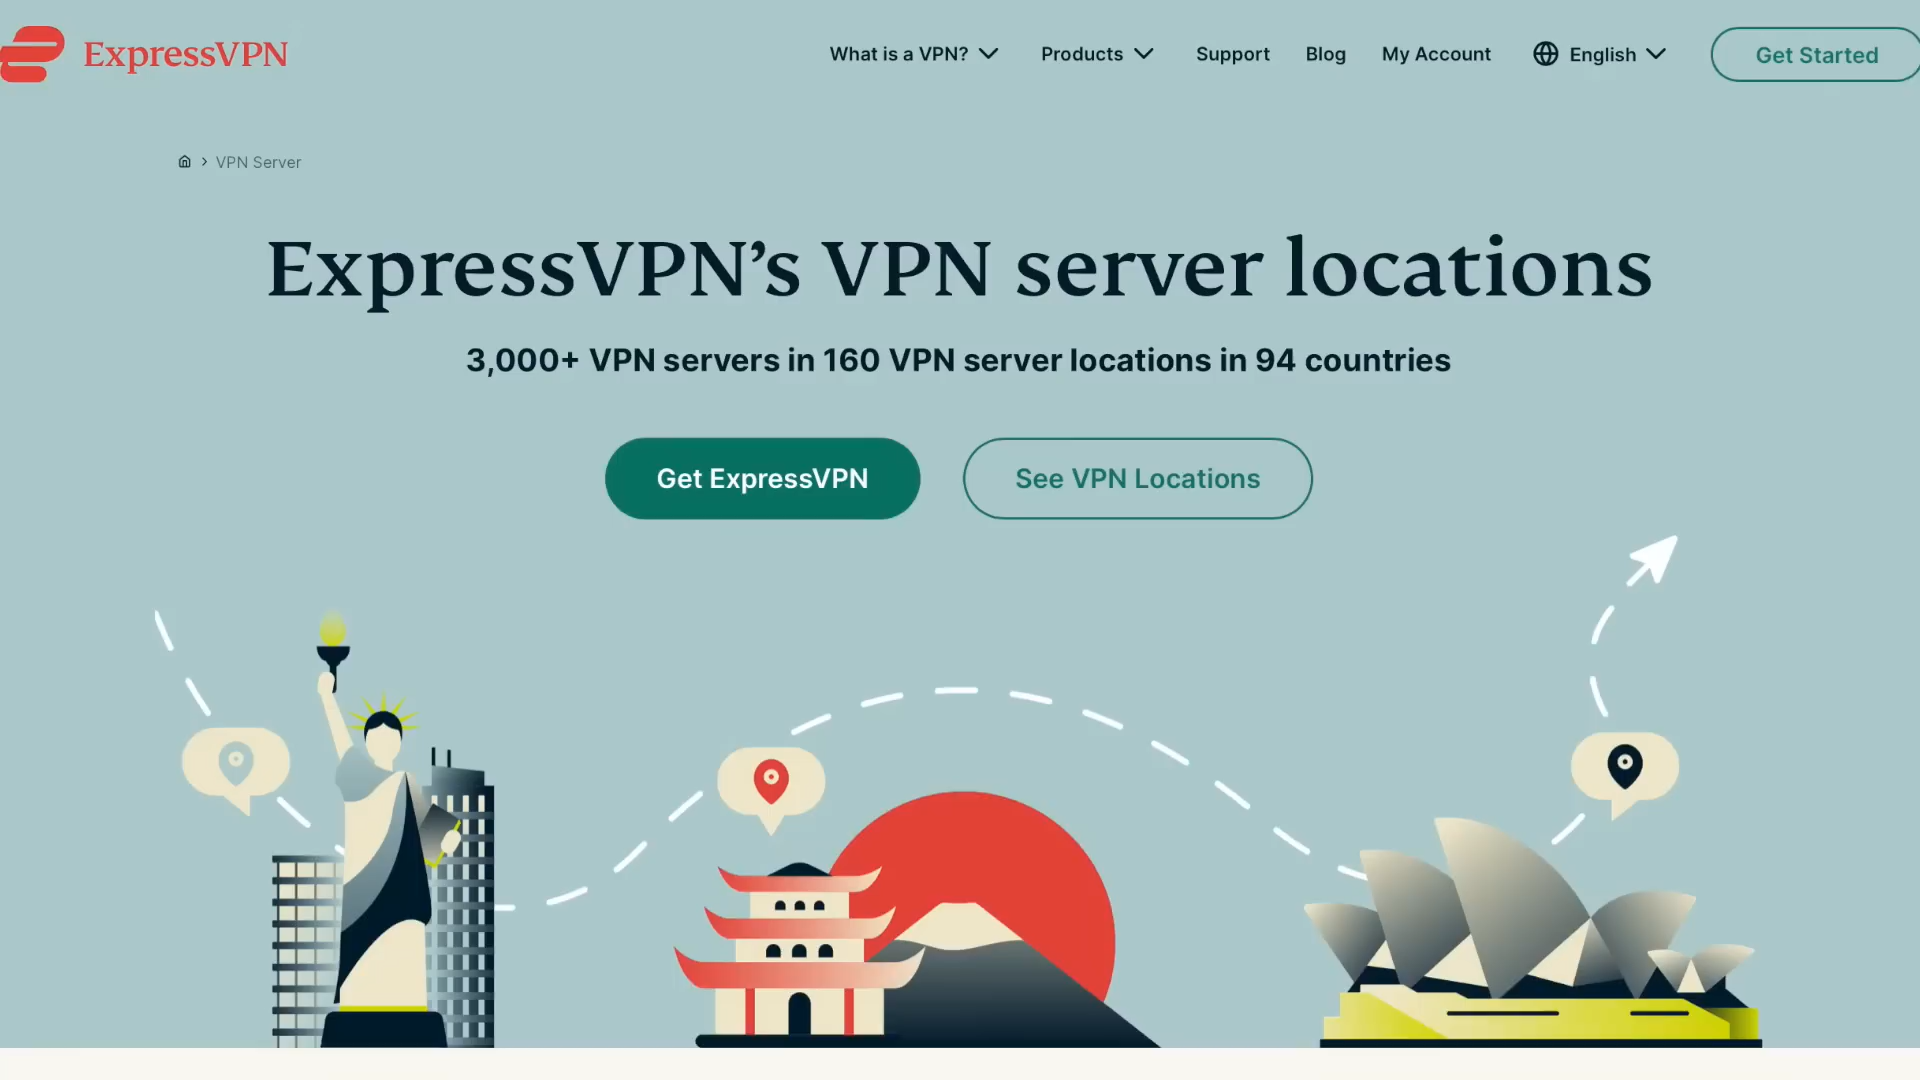 ExpressVPN
What is a VPN?
Products
Support
Blog
My Account
English
Get Started
VPN Server
ExpressVPN’s VPN server locations
3,000+ VPN servers in 160 VPN server locations in 94 countries
Get ExpressVPN
See VPN Locations